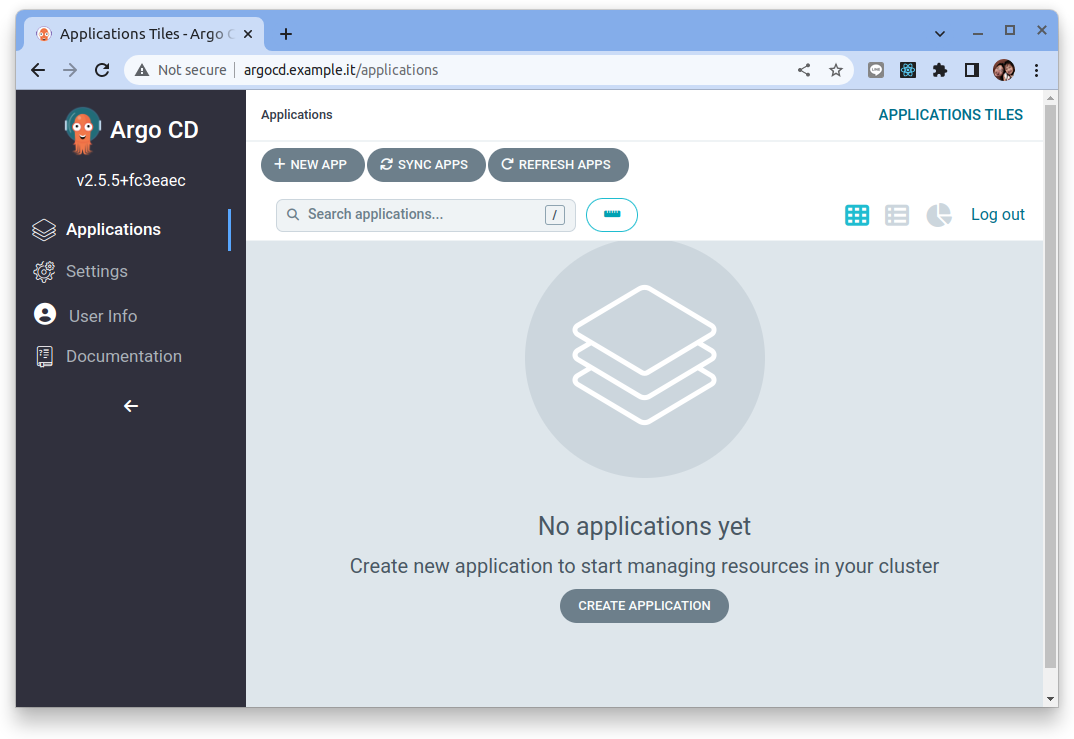 Applications Tiles - Argo C
Not secure argocd.example.it/applications
Argo CD
v2.5.5+fc3eaec
Applications
Settings
User Info
Documentation
Applications
APPLICATIONS TILES
+ NEW APP
SYNC APPS
REFRESH APPS
Search applications...
/
Log out
No applications yet
Create new application to start managing resources in your cluster
CREATE APPLICATION